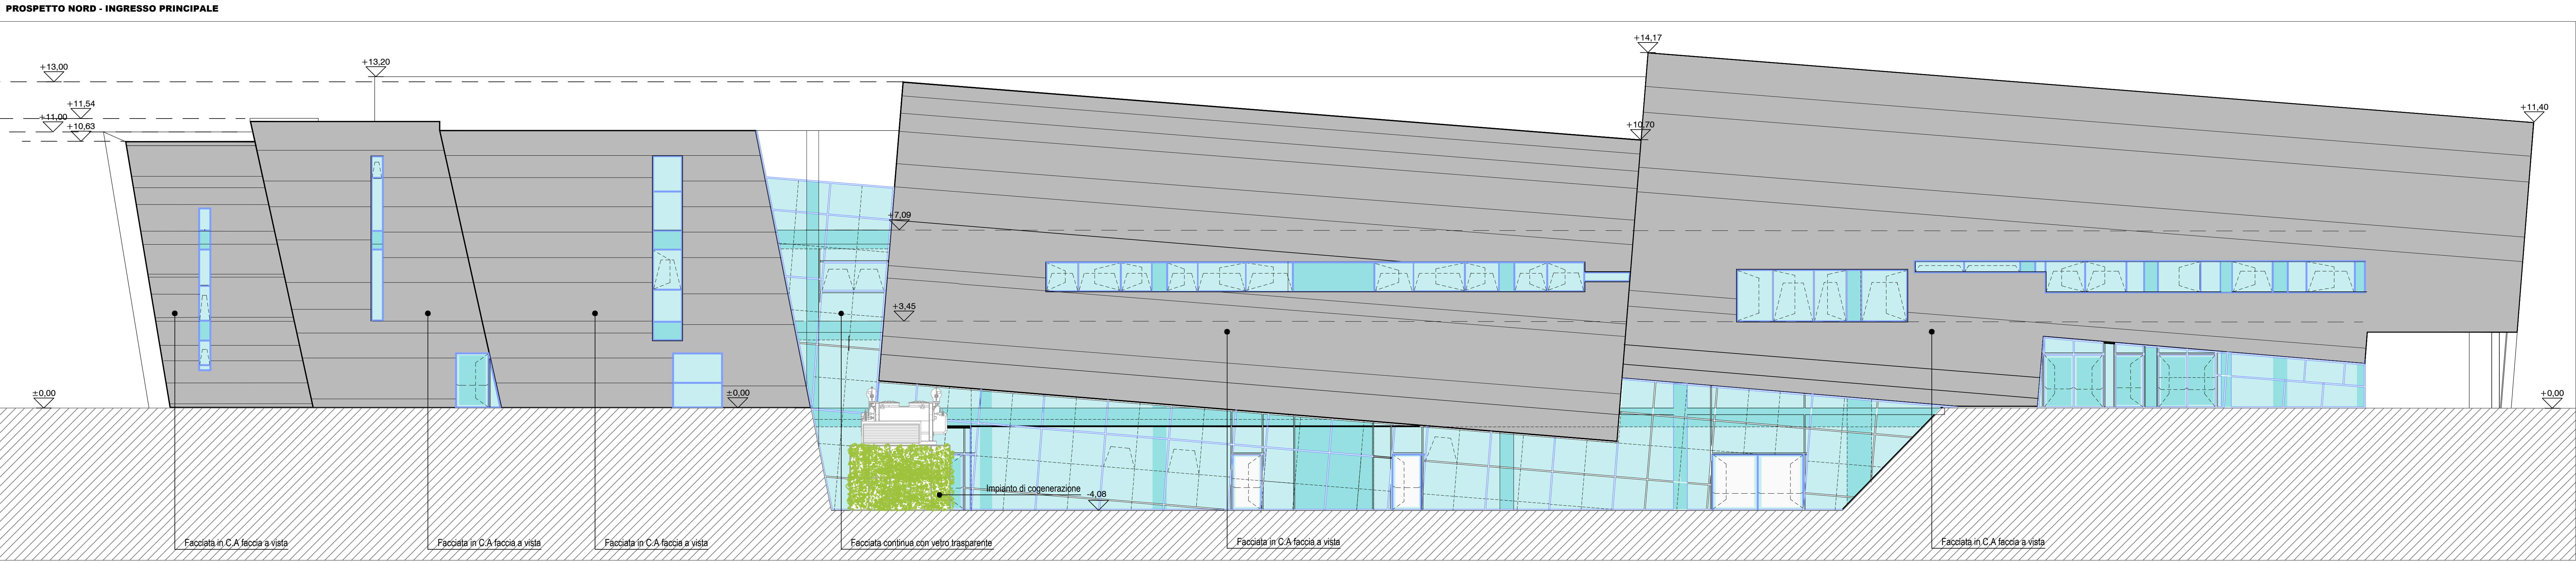 PROSPETTO NORD - INGRESSO PRINCIPALE
+14,17
+13,20
+13,00
+11,54
+11,00
+10,63
+11,40
+10,70
+7,09
+3,45
±0,00
±0,00
+0,00
Impianto di cogenerazione
-4,08
Facciata in C.A faccia a vista
Facciata in C.A faccia a vista
Facciata in C.A faccia a vista
Facciata continua con vetro trasparente
Facciata in C.A faccia a vista
Facciata in C.A faccia a vista